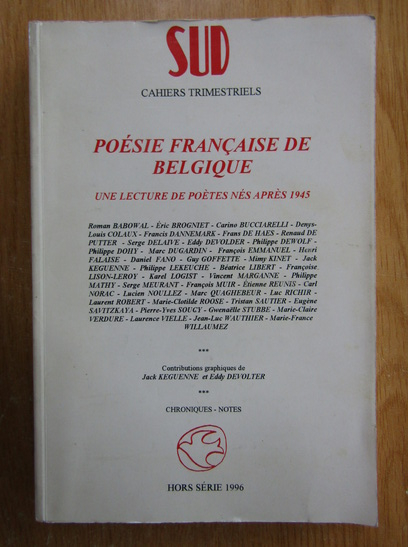 SUD
CAHIERS TRIMESTRIELS
POÉSIE FRANÇAISE DE
BELGIQUE
UNE LECTURE DE POÈTES NÉS APRÈS 1945
Roman BABOWAL - Éric BROGNIET - Carino BUCCIARELLI - Denys-
Louis COLAUX - Francis DANNEMARK - Frans DE HAES - Renaud DE
PUTTER - Serge DELAIVE - Eddy DEVOLDER - Philippe DEWOLF -
Philippe DOHY - Marc DUGARDIN - François EMMANUEL - Henri
FALAISE - Daniel FANO - Guy GOFFETTE - Mimy KINET - Jack
KEGUENNE - Philippe LEKEUCHE - Béatrice LIBERT - Françoise
LISON-LEROY - Karel LOGIST - Vincent MARGANNE - Philippe
MATHY - Serge MEURANT - François MUIR - Étienne REUNIS - Carl
NORAC - Lucien NOULLEZ - Marc QUAGHEBEUR - Luc RICHIR -
Laurent ROBERT - Marie-Clotilde ROOSE - Tristan SAUTIER - Eugène
SAVITZKAYA - Pierre-Yves SOUGY - Gwenaëlle STUBBE - Marie-Claire
VERDURE - Laurence VIELLE - Jean-Luc WAUTHIER - Marie-France
WILLAUMEZ
***
Contributions graphiques de
Jack KEGUENNE et Eddy DEVOLTER
***
CHRONIQUES - NOTES
HORS SÉRIE 1996